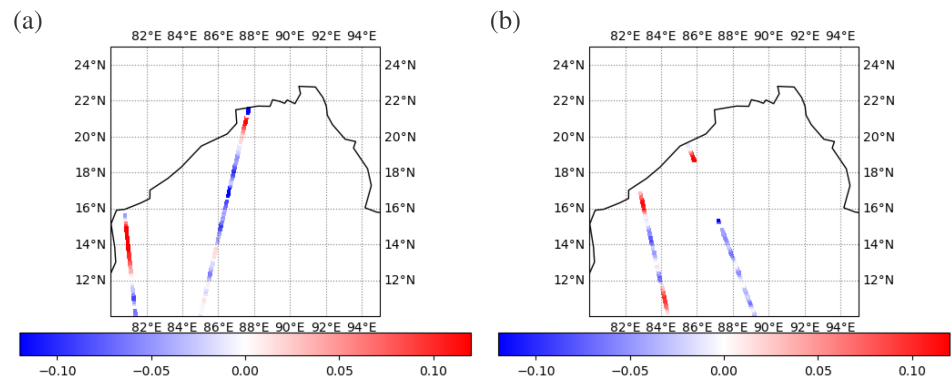 (a) (b)
82°E 84°E 86°E 88°E 90°E 92°E 94°E 82°E 84°E 86°E 88°E 90°E 92°E 94°E
24°N 24°N 24°N 24°N
22°N 22°N 22°N 22°N
20°N 20°N 20°N 20°N
18°N 18°N 18°N 18°N
16°N 16°N 16°N 16°N
14°N 14°N 14°N 14°N
12°N 12°N 12°N 12°N
82°E 84°E 86°E 88°E 90°E 92°E 94°E 82°E 84°E 86°E 88°E 90°E 92°E 94°E
−0.10 −0.05 0.00 0.05 0.10 −0.10 −0.05 0.00 0.05 0.10